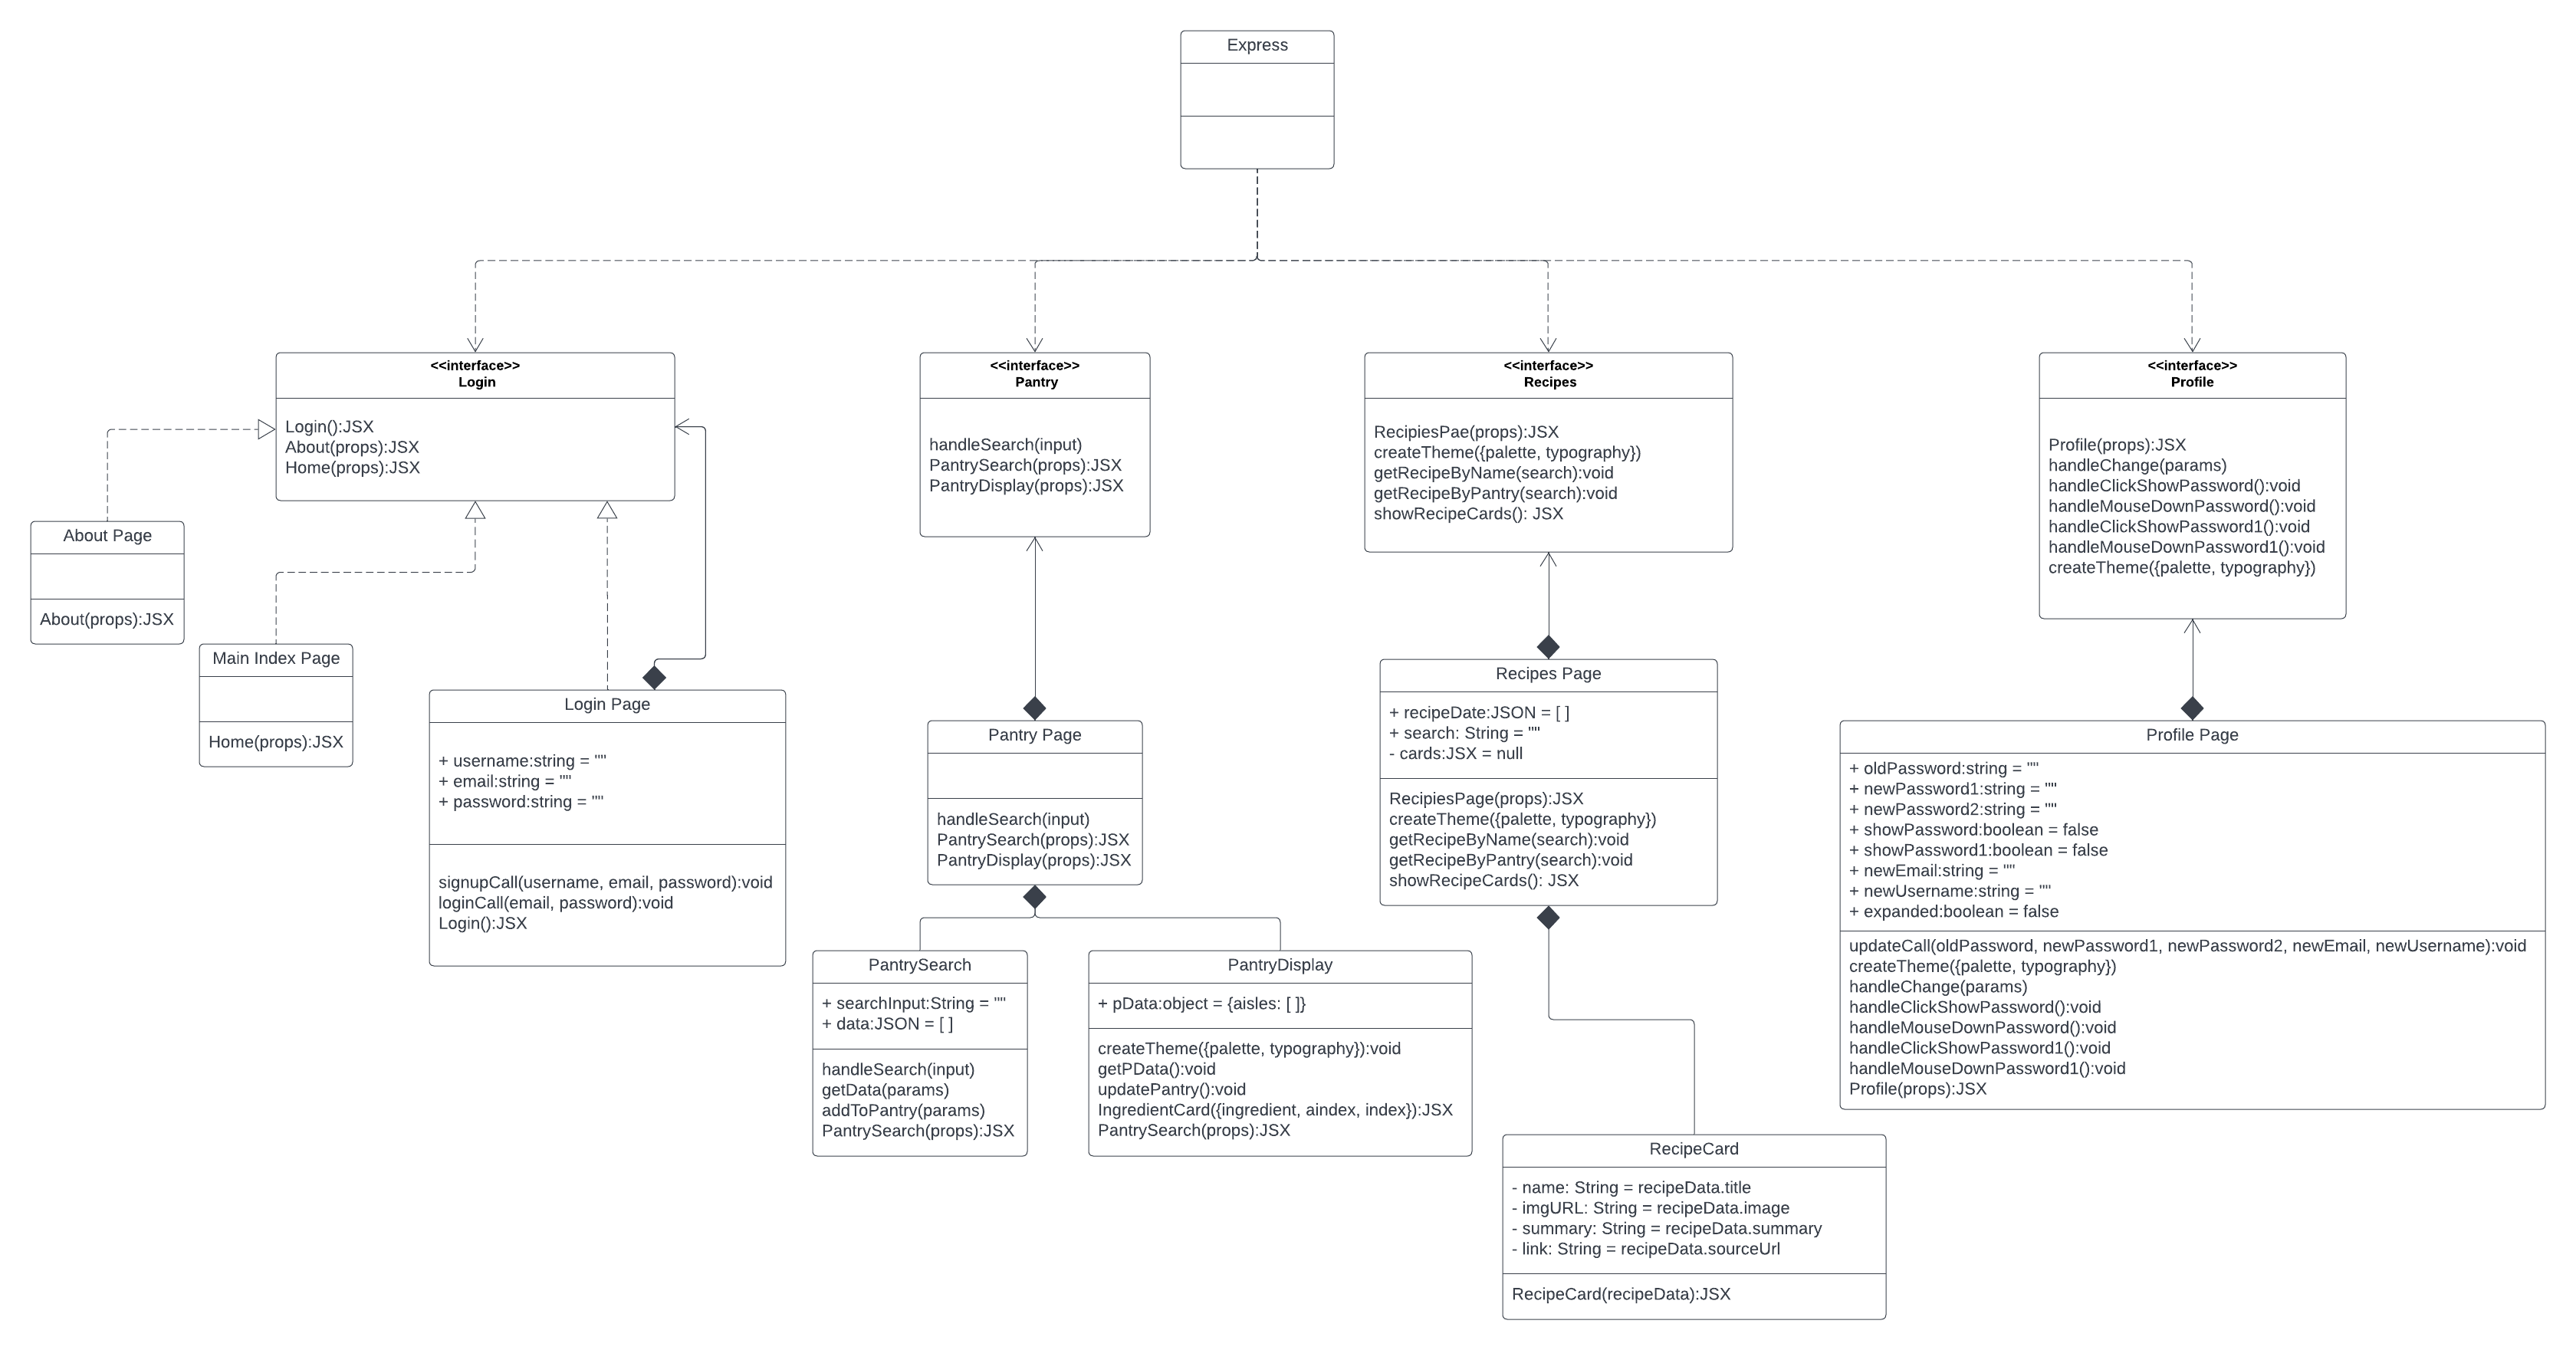 Express
<<interface>>
Login
Login():JSX
About(props):JSX
Home(props):JSX
<<interface>>
Pantry
handleSearch(input)
PantrySearch(props):JSX
PantryDisplay(props):JSX
<<interface>>
Recipes
RecipiesPae(props):JSX
createTheme({palette, typography})
getRecipeByName(search):void
getRecipeByPantry(search):void
showRecipeCards(): JSX
<<interface>>
Profile
Profile(props):JSX
handleChange(params)
handleClickShowPassword():void
handleMouseDownPassword():void
handleClickShowPassword1():void
handleMouseDownPassword1():void
createTheme({palette, typography})
About Page
About(props):JSX
Main Index Page
Home(props):JSX
Login Page
+ username:string = ""
+ email:string = ""
+ password:string = ""
signupCall(username, email, password):void
loginCall(email, password):void
Login():JSX
Pantry Page
handleSearch(input)
PantrySearch(props):JSX
PantryDisplay(props):JSX
Recipes Page
+ recipeDate:JSON = [ ]
+ search: String = ""
- cards:JSX = null
RecipiesPage(props):JSX
createTheme({palette, typography})
getRecipeByName(search):void
getRecipeByPantry(search):void
showRecipeCards(): JSX
Profile Page
+ oldPassword:string = ""
+ newPassword1:string = ""
+ newPassword2:string = ""
+ showPassword:boolean = false
+ showPassword1:boolean = false
+ newEmail:string = ""
+ newUsername:string = ""
+ expanded:boolean = false
updateCall(oldPassword, newPassword1, newPassword2, newEmail, newUsername):void
createTheme({palette, typography})
handleChange(params)
handleClickShowPassword():void
handleMouseDownPassword():void
handleClickShowPassword1():void
handleMouseDownPassword1():void
Profile(props):JSX
PantrySearch
+ searchInput:String = ""
+ data:JSON = [ ]
handleSearch(input)
getData(params)
addToPantry(params)
PantrySearch(props):JSX
PantryDisplay
+ pData:object = {aisles: [ ]}
createTheme({palette, typography}):void
getPData():void
updatePantry():void
IngredientCard({ingredient, aindex, index}):JSX
PantrySearch(props):JSX
RecipeCard
- name: String = recipeData.title
- imgURL: String = recipeData.image
- summary: String = recipeData.summary
- link: String = recipeData.sourceUrl
RecipeCard(recipeData):JSX